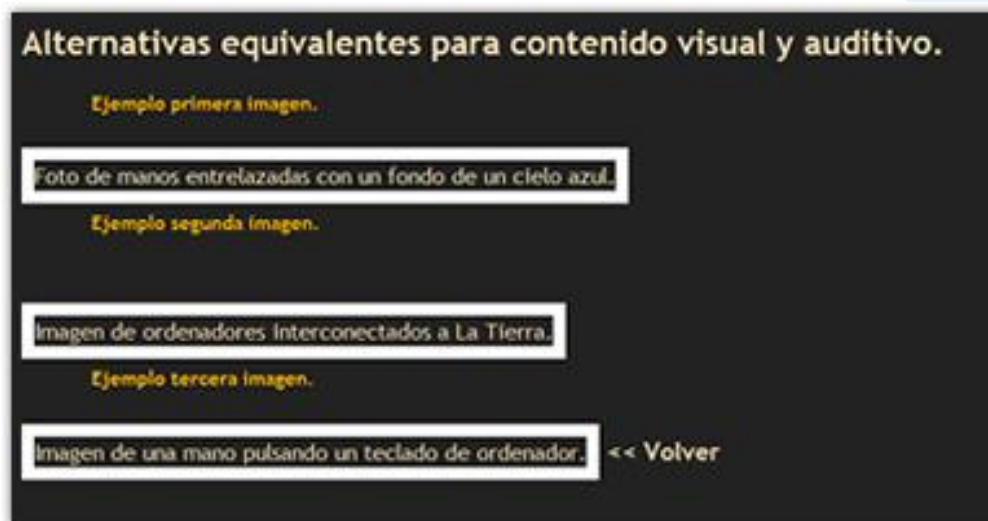 Alternativas equivalentes para contenido visual y auditivo.
Ejemplo primera imagen.
Foto de manos entrelazadas con un fondo de un cielo azul.
Ejemplo segunda imagen.
Imagen de ordenadores interconectados a La Tierra.
Ejemplo tercera imagen.
Imagen de una mano pulsando un teclado de ordenador. << Volver